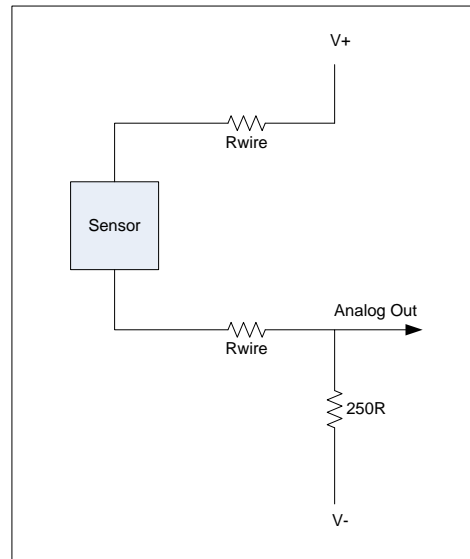 V+
Rwire
Sensor
Analog Out
Rwire
250R
V-